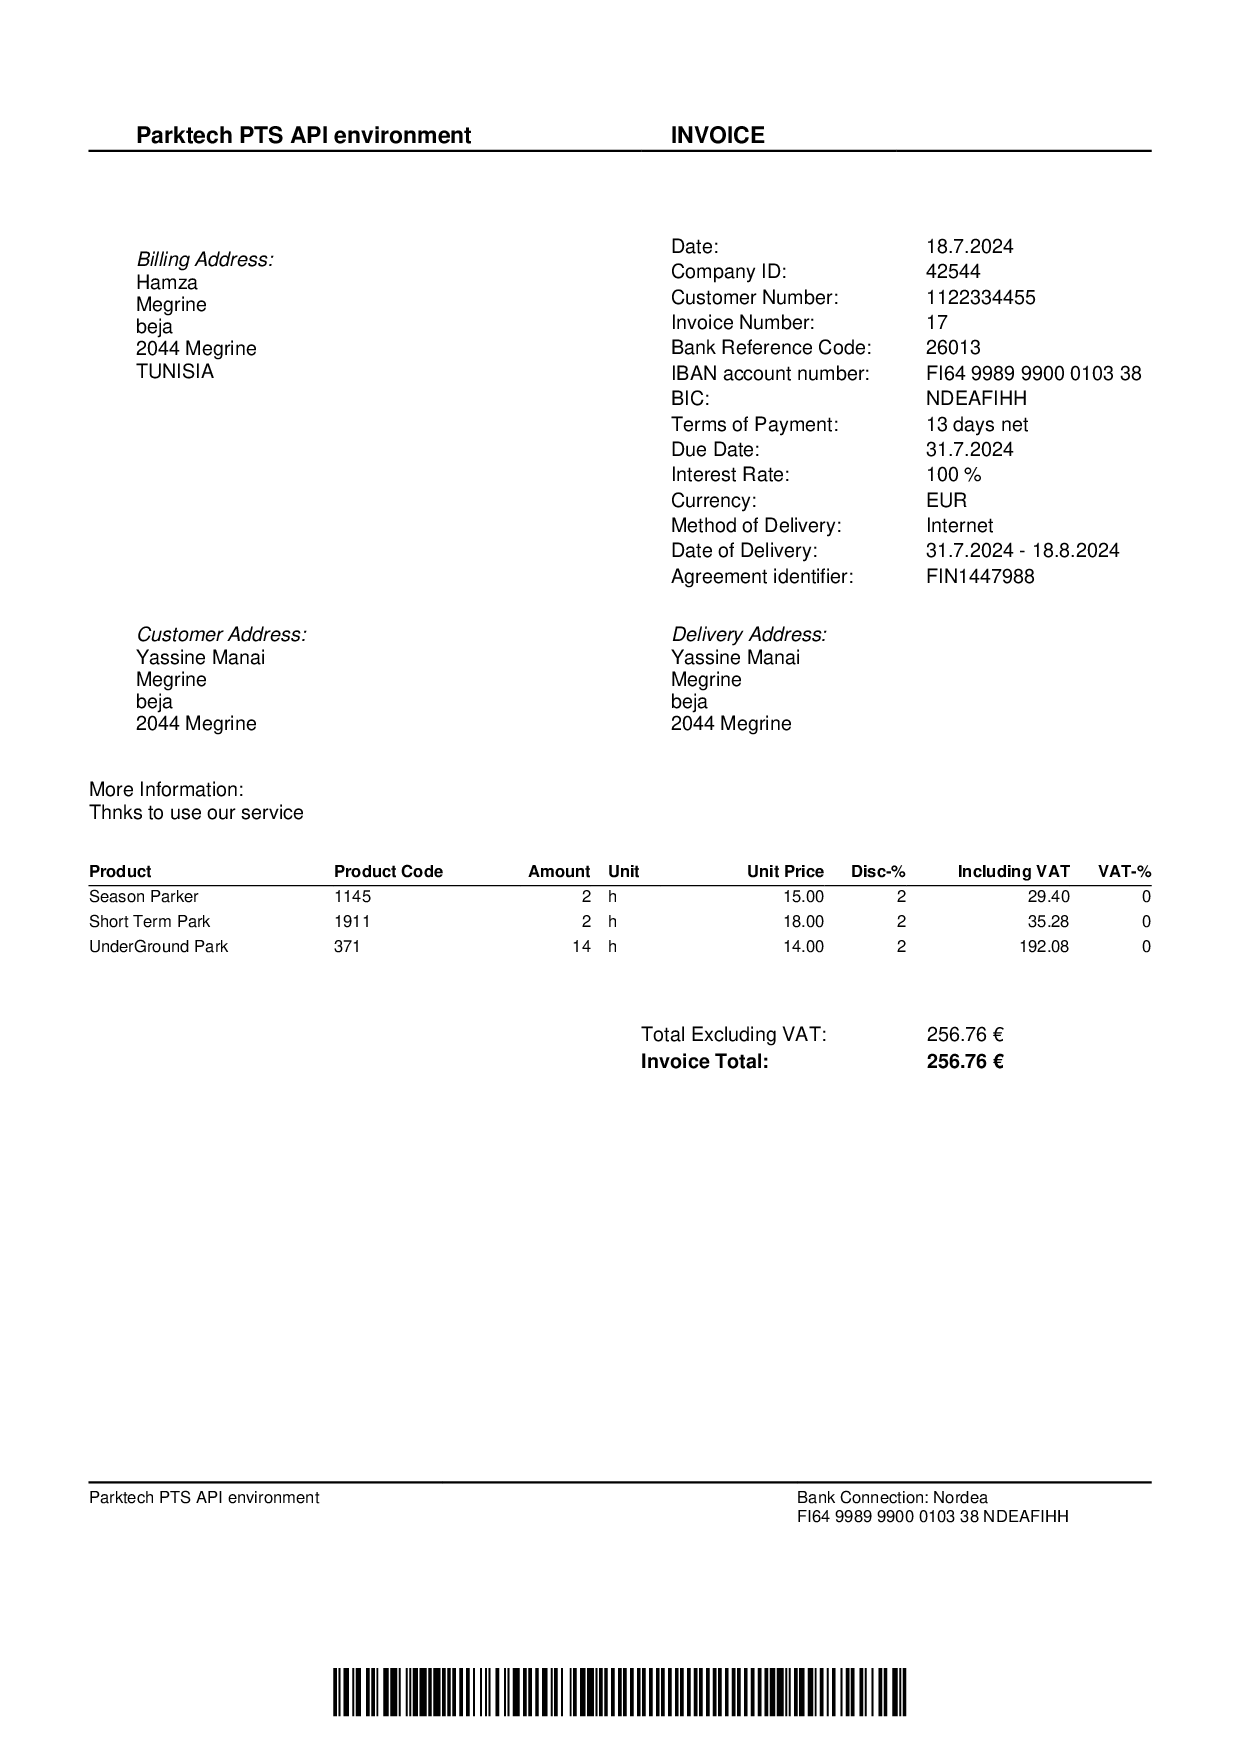 Parktech PTS API environment INVOICE
Billing Address:
Hamza
Megrine
beja
2044 Megrine
TUNISIA
Date: 18.7.2024
Company ID: 42544
Customer Number: 1122334455
Invoice Number: 17
Bank Reference Code: 26013
IBAN account number: FI64 9989 9900 0103 38
BIC: NDEAFIHH
Terms of Payment: 13 days net
Due Date: 31.7.2024
Interest Rate: 100 %
Currency: EUR
Method of Delivery: Internet
Date of Delivery: 31.7.2024 - 18.8.2024
Agreement identifier: FIN1447988
Customer Address:
Yassine Manai
Megrine
beja
2044 Megrine
Delivery Address:
Yassine Manai
Megrine
beja
2044 Megrine
More Information:
Thnks to use our service
Product Product Code Amount Unit Unit Price Disc-% Including VAT VAT-%
Season Parker 1145 2 h 15.00 2 29.40 0
Short Term Park 1911 2 h 18.00 2 35.28 0
UnderGround Park 371 14 h 14.00 2 192.08 0
Total Excluding VAT: 256.76 €
Invoice Total: 256.76 €
Parktech PTS API environment
Bank Connection: Nordea
FI64 9989 9900 0103 38 NDEAFIHH